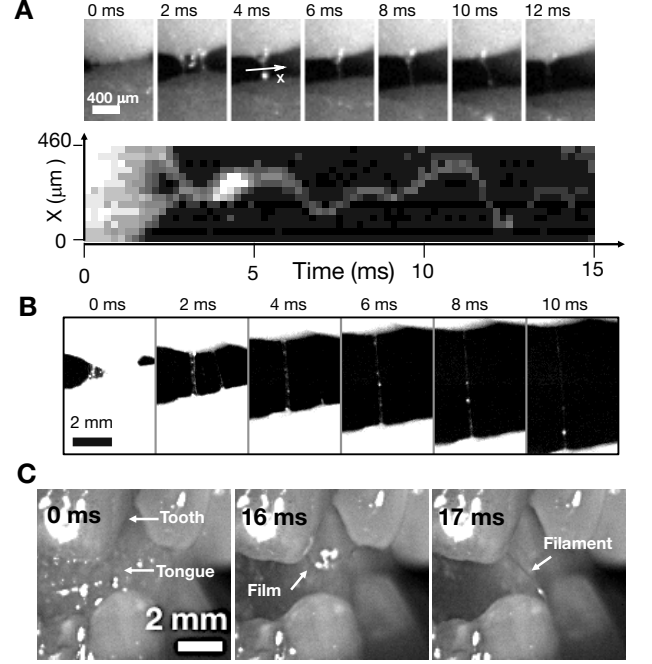 A
0 ms 2 ms 4 ms 6 ms 8 ms 10 ms 12 ms
x
400 μm
460
X (μm )
0
0 5 10 15
Time (ms)
B
0 ms 2 ms 4 ms 6 ms 8 ms 10 ms
2 mm
C
0 ms 16 ms 17 ms
Tooth
Filament
Tongue
Film
2 mm